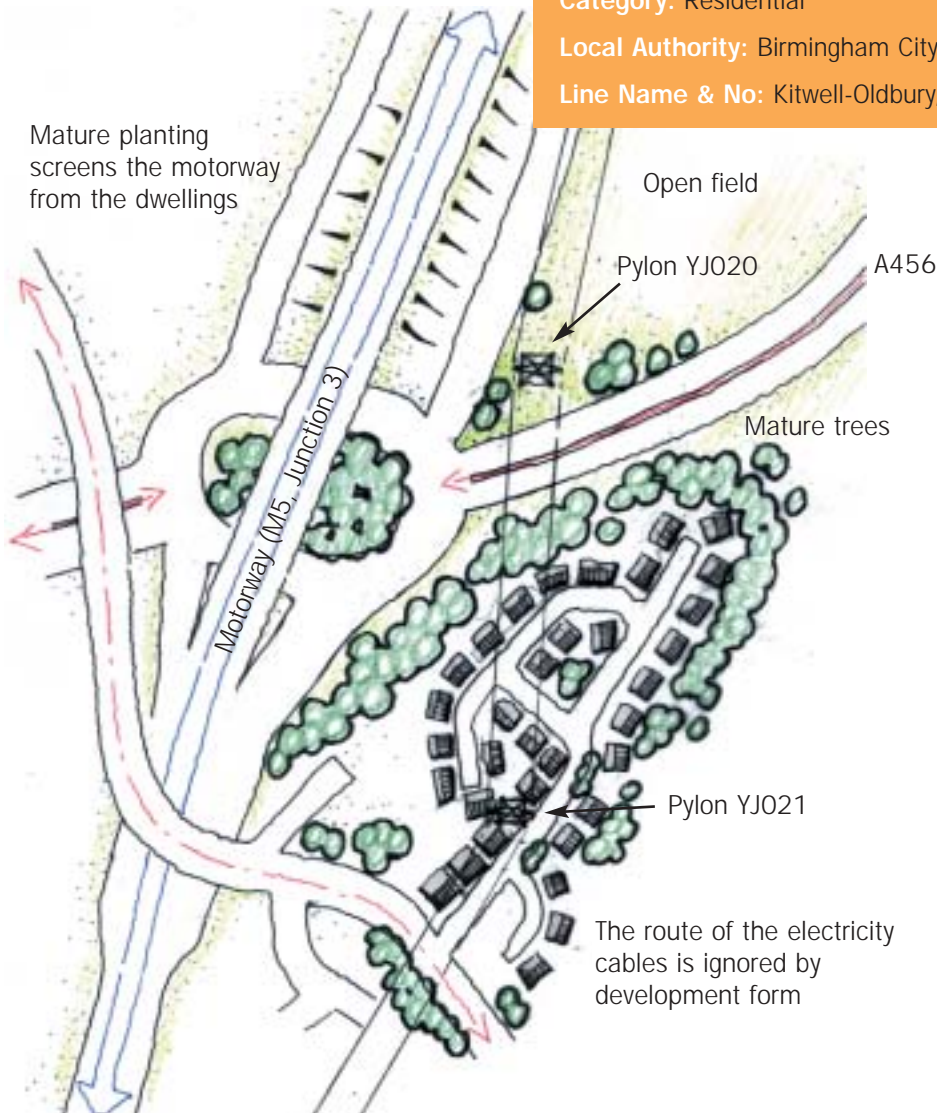 Category: Residential
Local Authority: Birmingham City
Line Name & No: Kitwell-Oldbury
Mature planting
screens the motorway
from the dwellings
Open field
Pylon YJ020
A456
Motorway (M5, Junction 3)
Mature trees
Pylon YJ021
The route of the electricity
cables is ignored by
development form